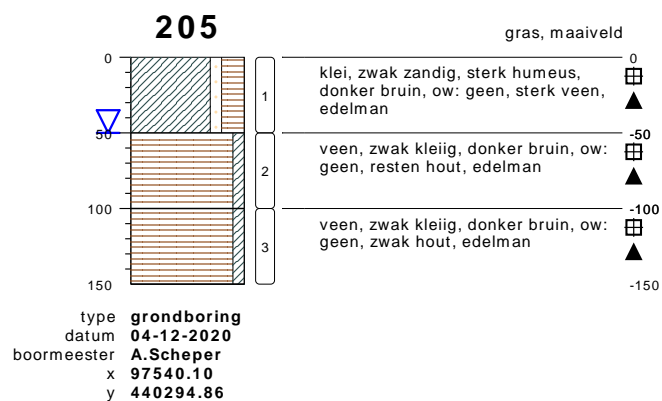 205
gras, maaiveld
0
0
klei, zwak zandig, sterk humeus,
donker bruin, ow: geen, sterk veen,
edelman
1
50
-50
veen, zwak kleiig, donker bruin, ow:
geen, resten hout, edelman
2
100
-100
veen, zwak kleiig, donker bruin, ow:
geen, zwak hout, edelman
3
150
-150
type grondboring
datum 04-12-2020
boormeester A.Scheper
x 97540.10
y 440294.86